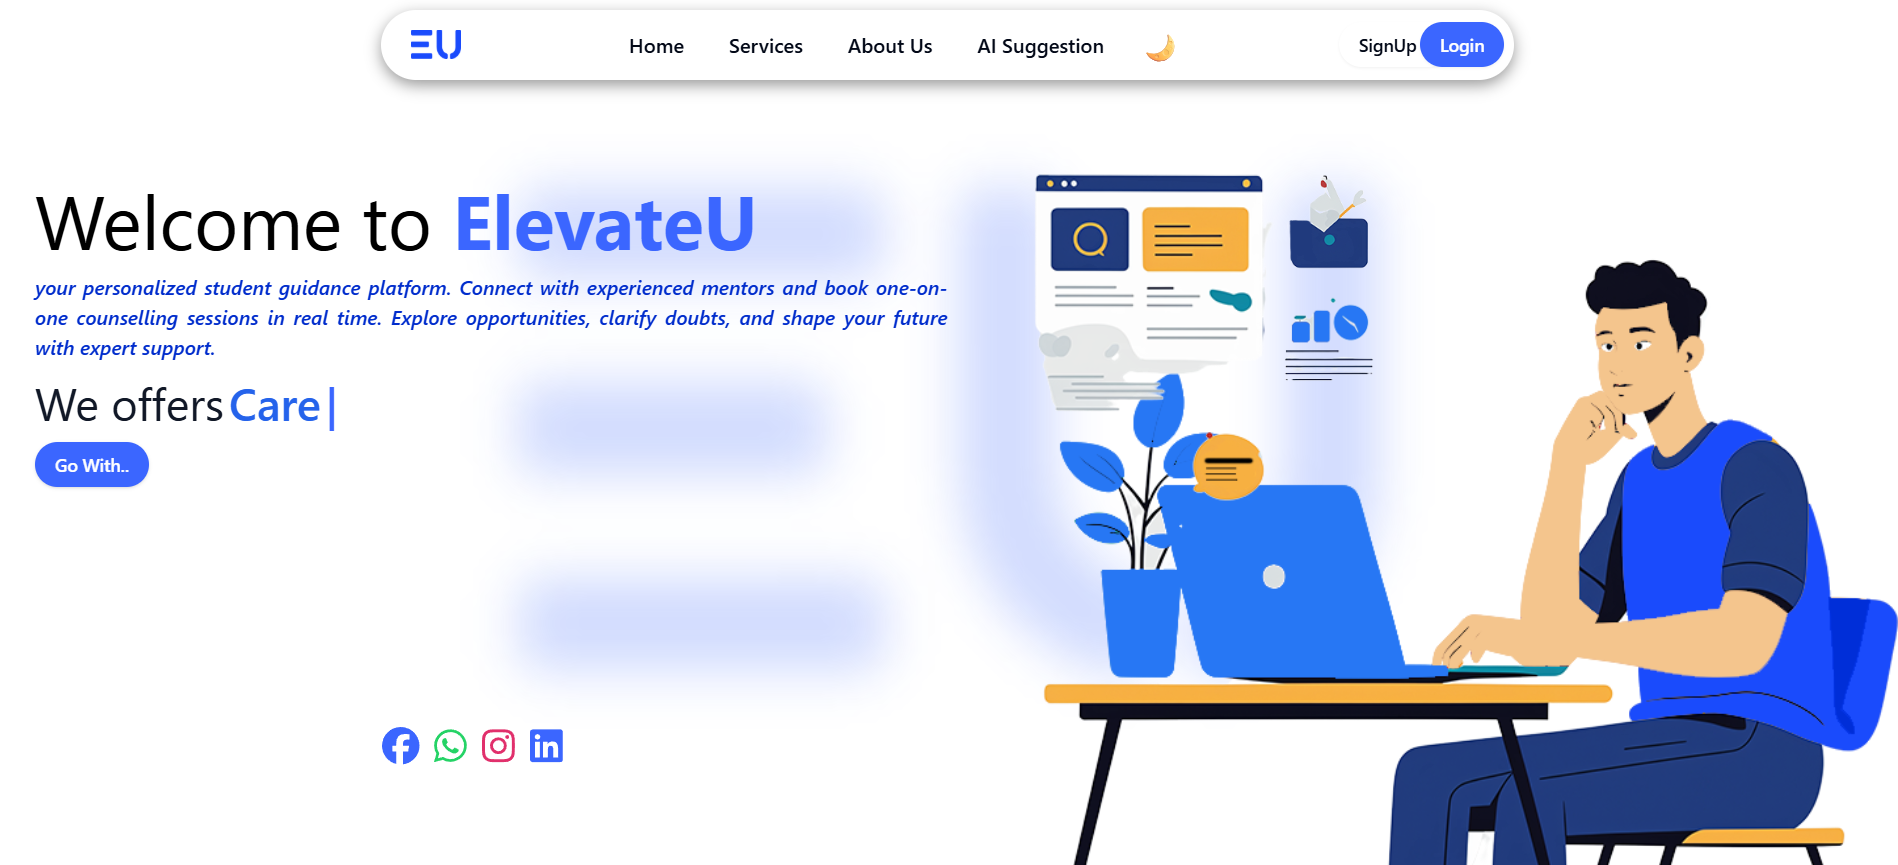 EU
Home Services About Us AI Suggestion SignUp Login
Welcome to ElevateU
your personalized student guidance platform. Connect with experienced mentors and book one-on-
one counselling sessions in real time. Explore opportunities, clarify doubts, and shape your future
with expert support.
We offers Care|
Go With..